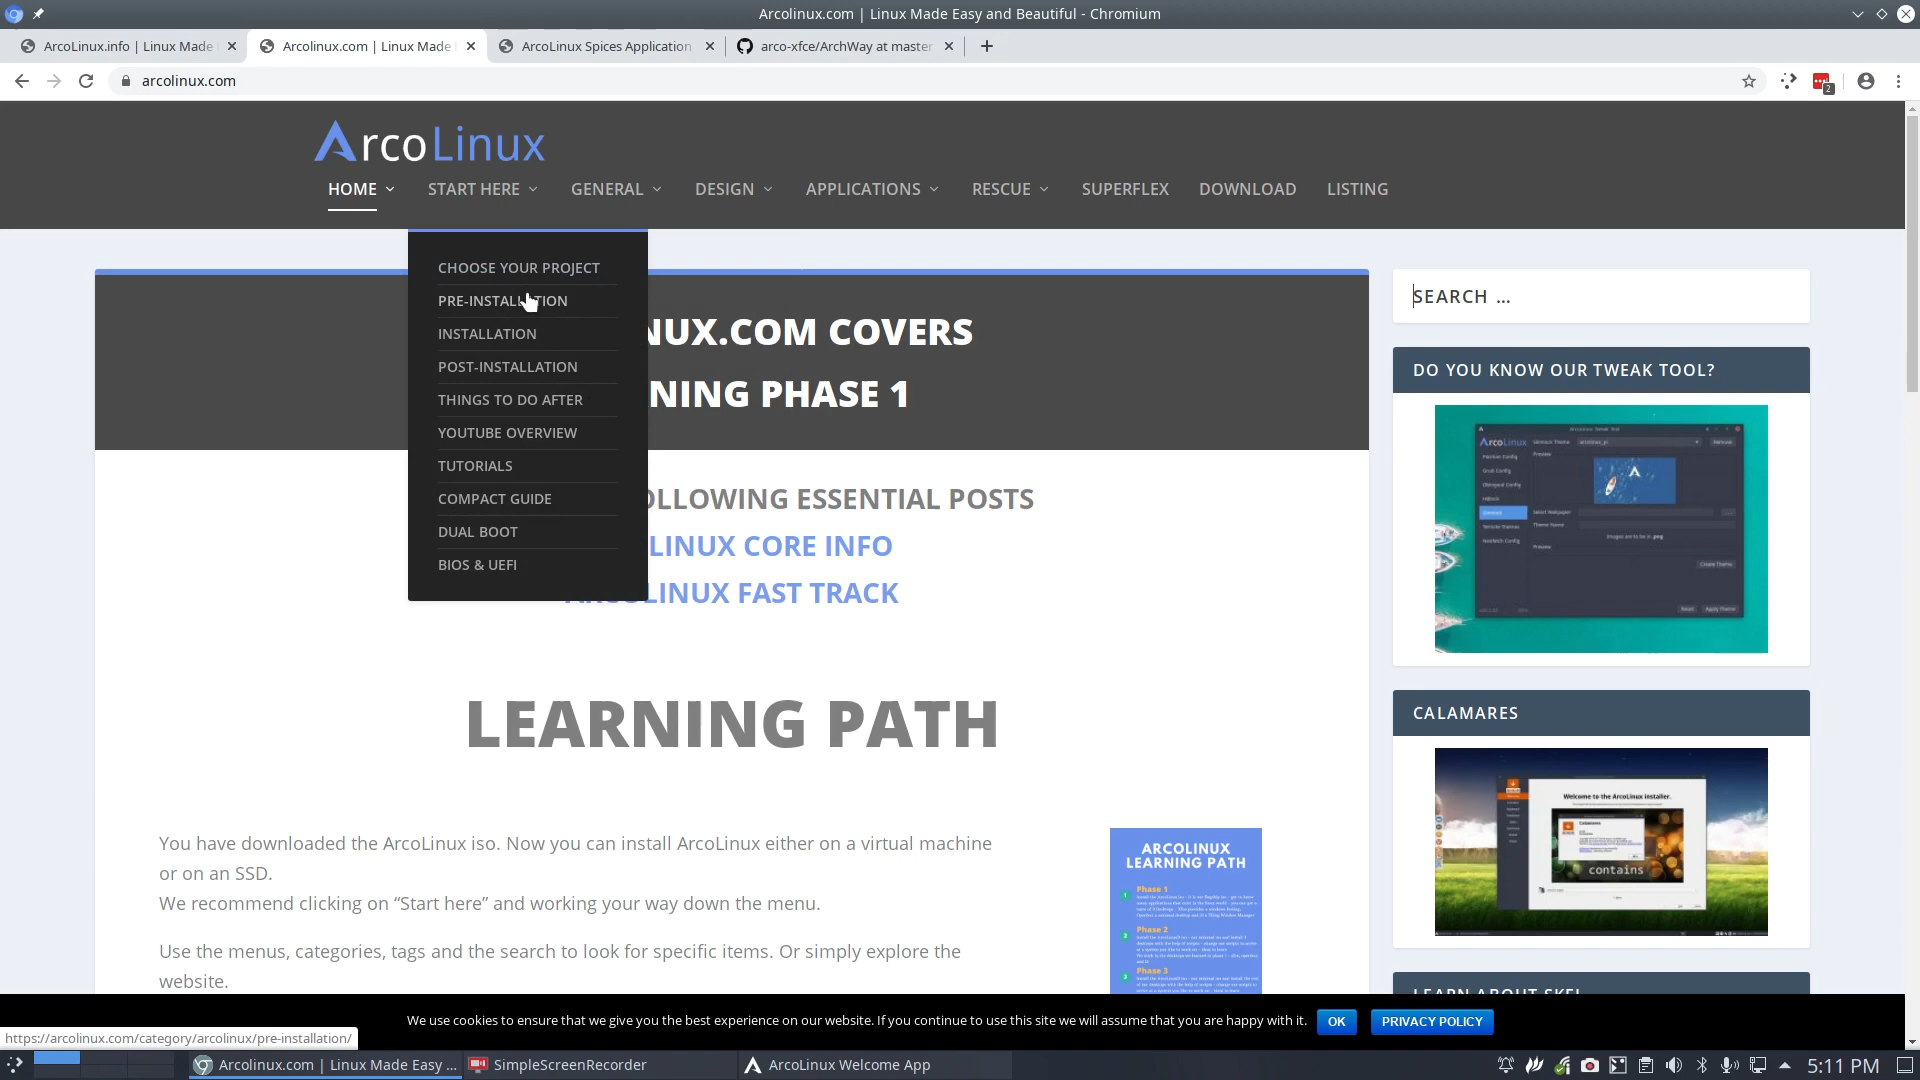 Arcolinux.com | Linux Made Easy and Beautiful - Chromium
ArcoLinux.info | Linux Made
Arcolinux.com | Linux Made
ArcoLinux Spices Application
arco-xfce/ArchWay at master
arcolinux.com
2
ArcoLinux
HOME
START HERE
GENERAL
DESIGN
APPLICATIONS
RESCUE
SUPERFLEX
DOWNLOAD
LISTING
CHOOSE YOUR PROJECT
PRE-INSTALLATION
INSTALLATION
POST-INSTALLATION
THINGS TO DO AFTER
YOUTUBE OVERVIEW
TUTORIALS
COMPACT GUIDE
DUAL BOOT
BIOS & UEFI
NUX.COM COVERS
NING PHASE 1
OLLOWING ESSENTIAL POSTS
LINUX CORE INFO
LINUX FAST TRACK
LEARNING PATH
You have downloaded the ArcoLinux iso. Now you can install ArcoLinux either on a virtual machine
or on an SSD.
We recommend clicking on “Start here” and working your way down the menu.
Use the menus, categories, tags and the search to look for specific items. Or simply explore the
website.
ARCOLINUX
LEARNING PATH
1
Phase 1
2
Phase 2
3
Phase 3
SEARCH …
DO YOU KNOW OUR TWEAK TOOL?
ArcoLinux
CALAMARES
Welcome to the ArcoLinux installer.
Calamares
contains
LEARN ABOUT SKEL
We use cookies to ensure that we give you the best experience on our website. If you continue to use this site we will assume that you are happy with it.
OK
PRIVACY POLICY
https://arcolinux.com/category/arcolinux/pre-installation/
Arcolinux.com | Linux Made Easy ...
SimpleScreenRecorder
ArcoLinux Welcome App
5:11 PM